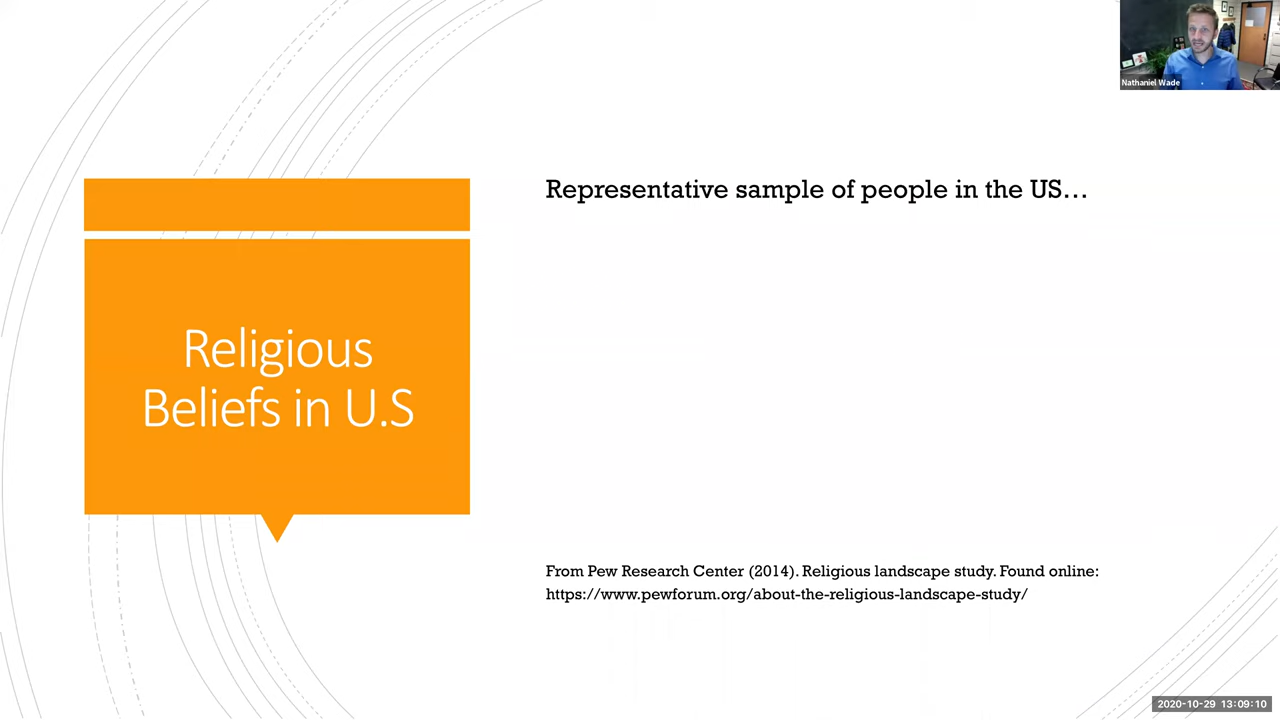 Nathaniel Wade
Representative sample of people in the US…
Religious
Beliefs in U.S
From Pew Research Center (2014). Religious landscape study. Found online:
https://www.pewforum.org/about-the-religious-landscape-study/
2020-10-29 13:09:10